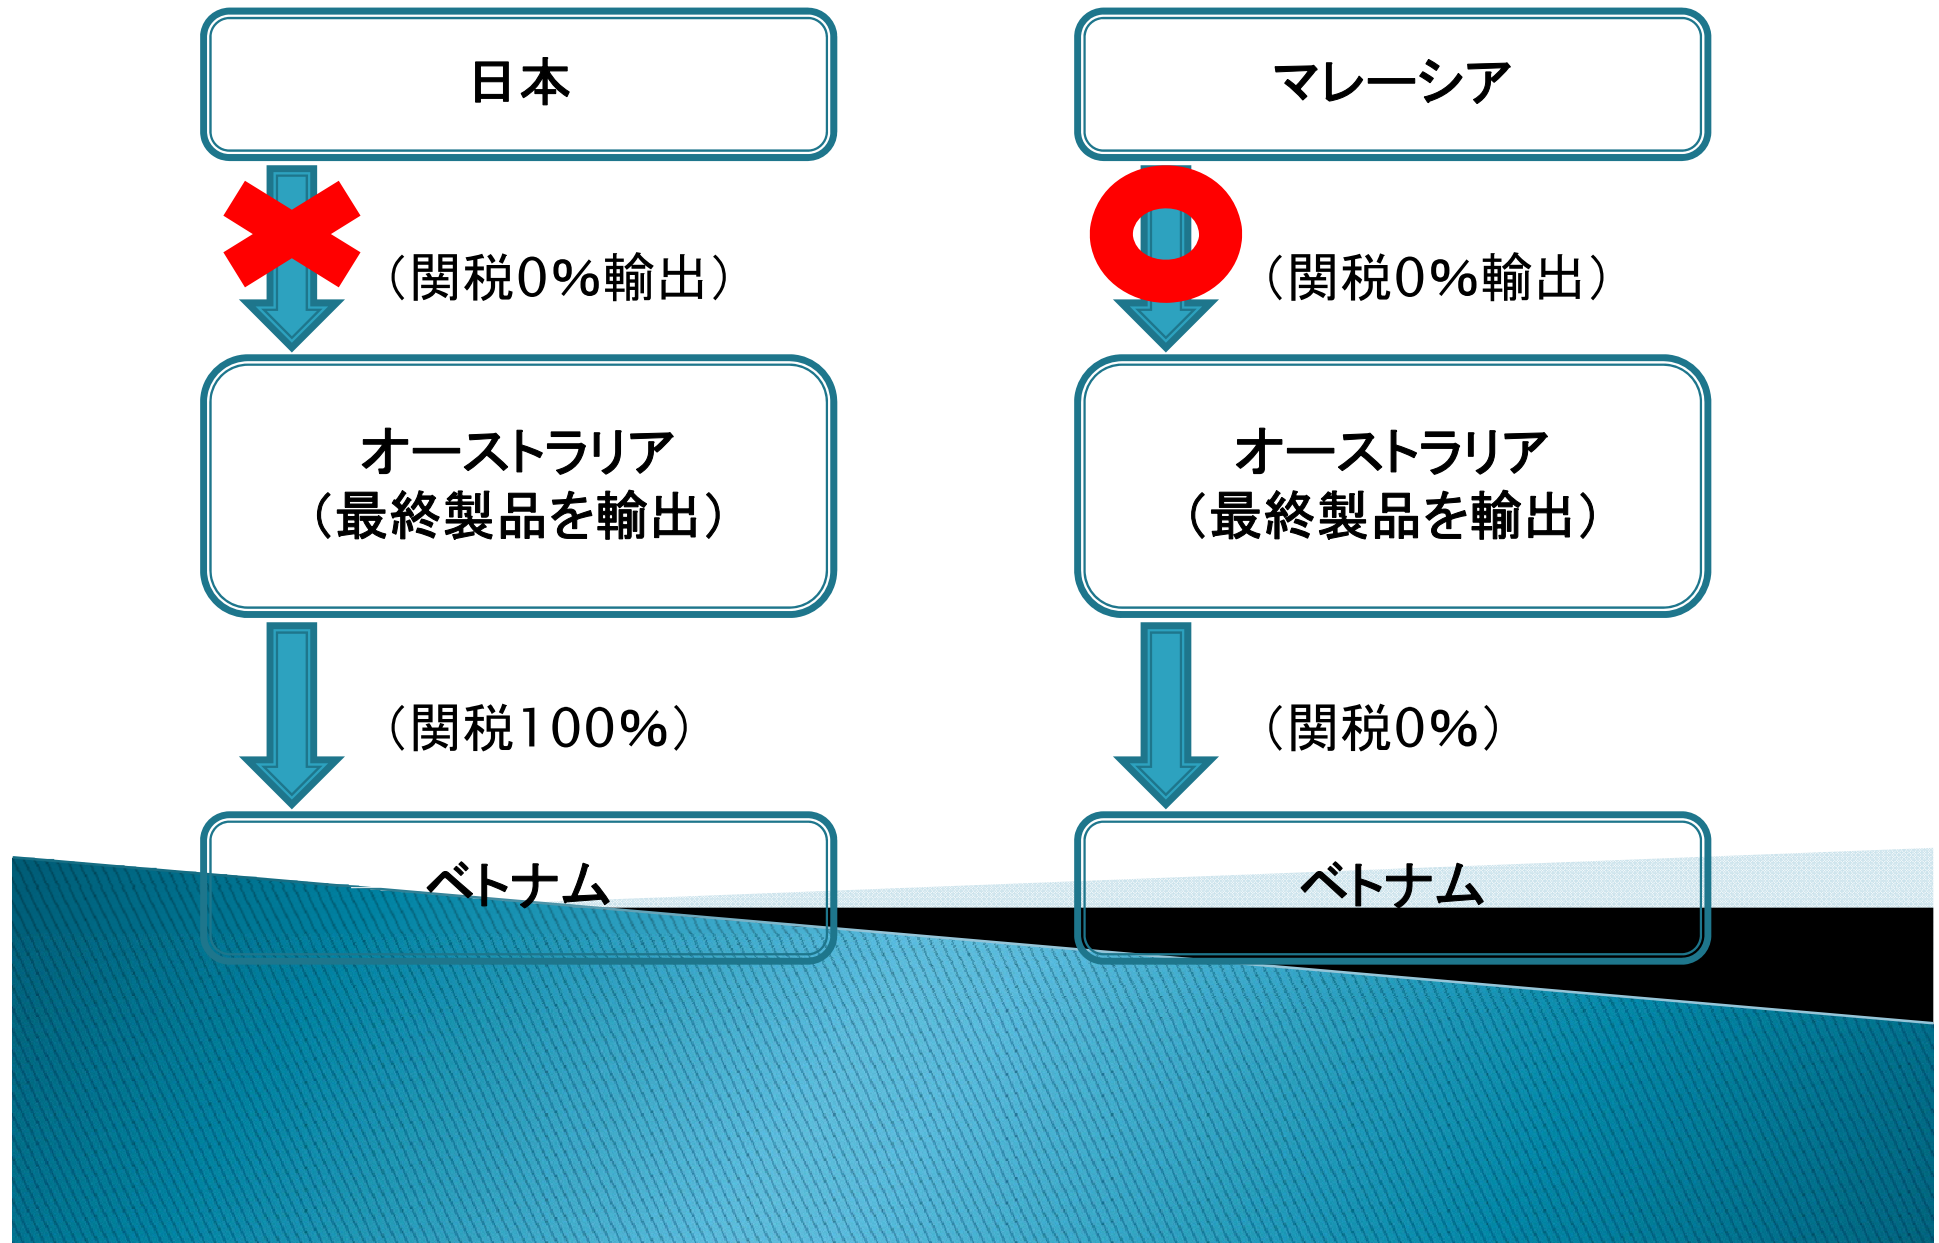 日本
（関税0%輸出）
オーストラリア
（最終製品を輸出）
（関税100%）
ベトナム
マレーシア
（関税0%輸出）
オーストラリア
（最終製品を輸出）
（関税0%）
ベトナム